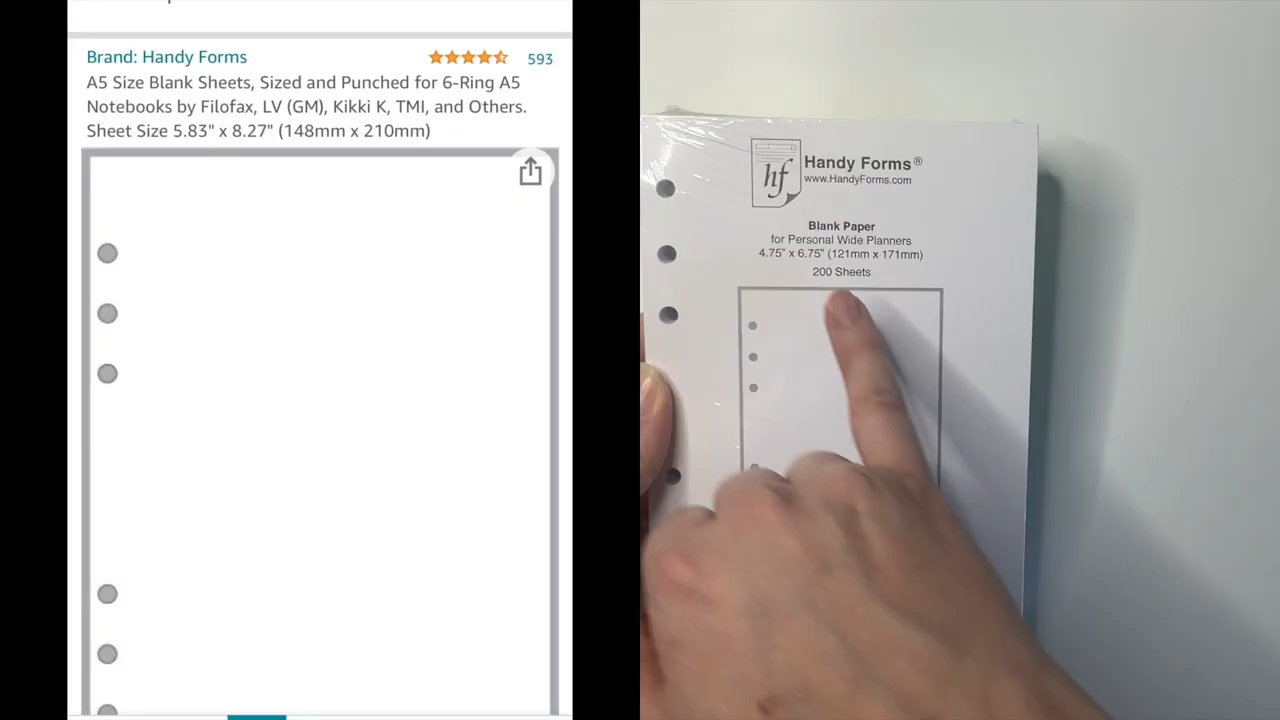 Brand: Handy Forms
593
A5 Size Blank Sheets, Sized and Punched for 6-Ring A5
Notebooks by Filofax, LV (GM), Kikki K, TMI, and Others.
Sheet Size 5.83" x 8.27" (148mm x 210mm)
hf
Handy Forms®
www.HandyForms.com
Blank Paper
for Personal Wide Planners
4.75" x 6.75" (121mm x 171mm)
200 Sheets